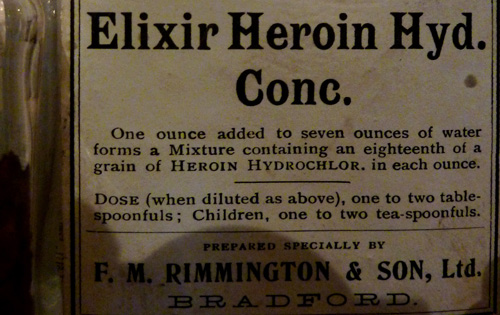 Elixir Heroin Hyd.
Conc.
One ounce added to seven ounces of water
forms a Mixture containing an eighteenth of a
grain of HEROIN HYDROCHLOR. in each ounce.
DOSE (when diluted as above), one to two table-
spoonfuls; Children, one to two tea-spoonfuls.
PREPARED SPECIALLY BY
F. M. RIMMINGTON & SON, Ltd.
BRADFORD.